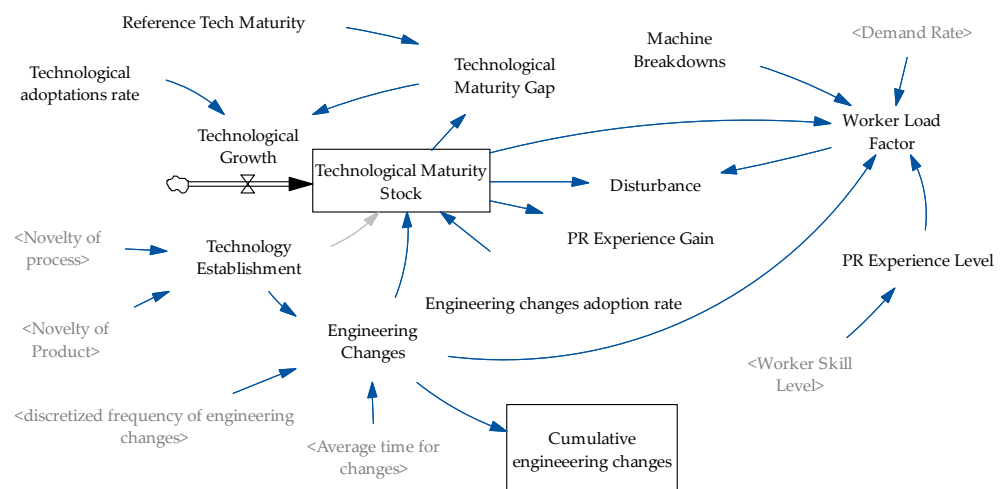 Reference Tech Maturity
<Demand Rate>
Machine
Breakdowns
Technological
Maturity Gap
Technological
adoptations rate
Worker Load
Factor
Technological
Growth
Technological Maturity
Stock
Disturbance
PR Experience Gain
<Novelty of
process>
Technology
Establishment
PR Experience Level
Engineering changes adoption rate
<Novelty of
Product>
Engineering
Changes
<Worker Skill
Level>
<discretized frequency of engineering
changes>
<Average time for
changes>
Cumulative
engineeering changes